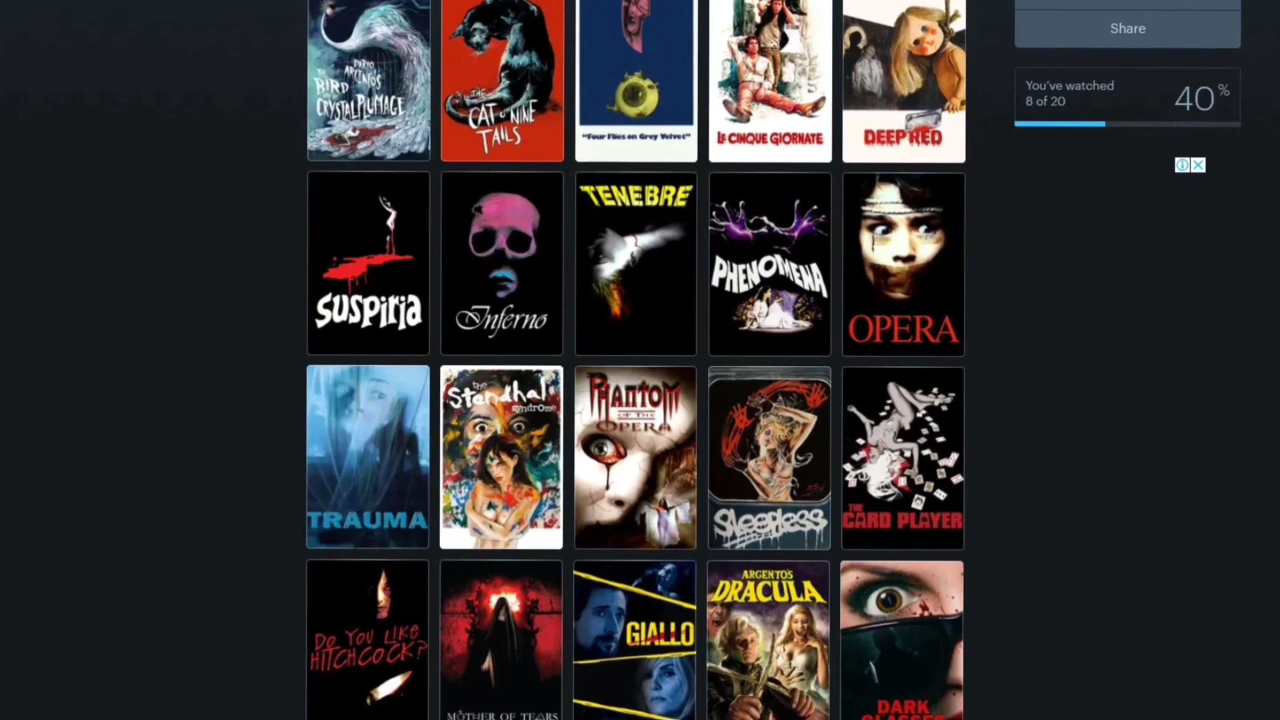 Share
You've watched
8 of 20
40%
DARIO
ARGENTO'S
THE
BIRD
CRYSTAL PLUMAGE
THE
CAT O' NINE
TAILS
"Four Flies on Grey Velvet"
LE CINQUE GIORNATE
DEEP RED
SUSPIRIA
Inferno
TENEBRE
PHENOMENA
OPERA
TRAUMA
the
Stendhal
syndrome
PHANTOM
OF THE
OPERA
Sleepless
THE
CARD PLAYER
DO YOU LIKE
HITCHCOCK?
MOTHER OF TEARS
GIALLO
ARGENTO'S
DRACULA
DARK
GLASSES